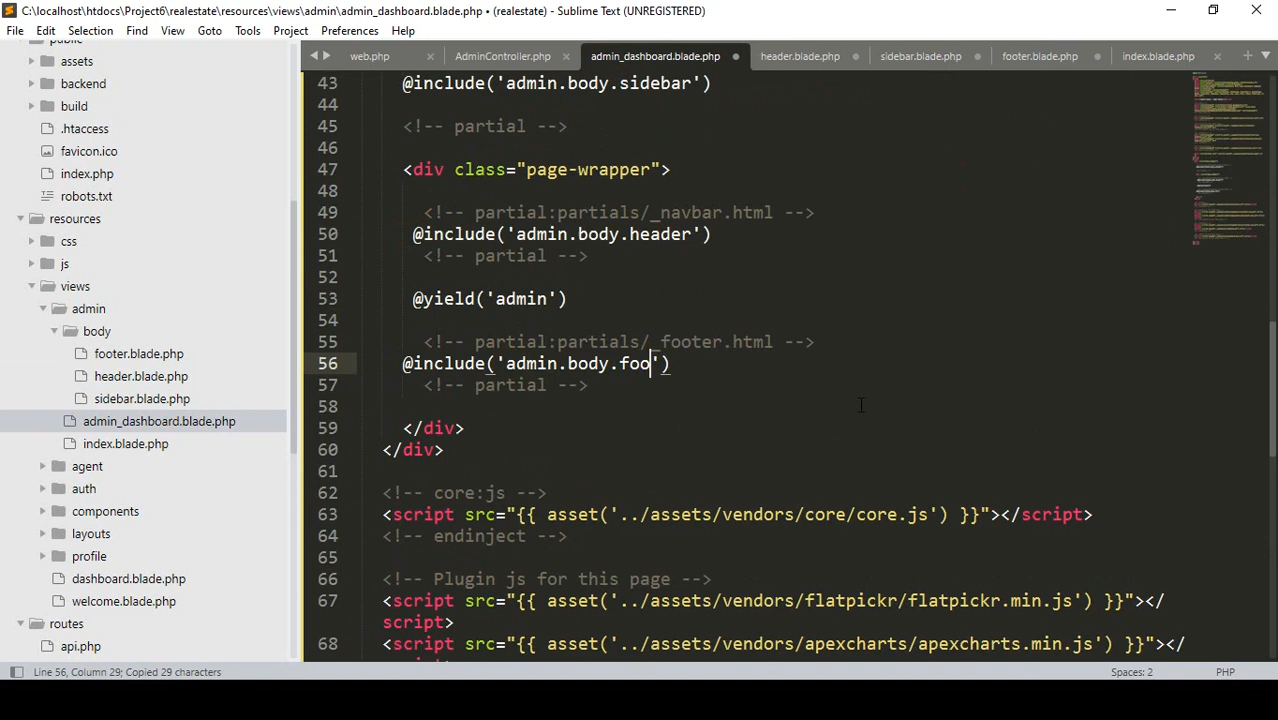 C:\localhost\htdocs\Project6\realestate\resources\views\admin\admin_dashboard.blade.php • (realestate) - Sublime Text (UNREGISTERED)
File Edit Selection Find View Goto Tools Project Preferences Help
public
assets
backend
build
.htaccess
favicon.ico
index.php
robots.txt
resources
css
js
views
admin
body
footer.blade.php
header.blade.php
sidebar.blade.php
admin_dashboard.blade.php
index.blade.php
agent
auth
components
layouts
profile
dashboard.blade.php
welcome.blade.php
routes
api.php
web.php AdminController.php admin_dashboard.blade.php header.blade.php sidebar.blade.php footer.blade.php index.blade.php
43 @include('admin.body.sidebar')
44
45 <!-- partial -->
46
47 <div class="page-wrapper">
48
49 <!-- partial:partials/_navbar.html -->
50 @include('admin.body.header')
51 <!-- partial -->
52
53 @yield('admin')
54
55 <!-- partial:partials/_footer.html -->
56 @include('admin.body.foo')
57 <!-- partial -->
58
59 </div>
60 </div>
61
62 <!-- core:js -->
63 <script src="{{ asset('../assets/vendors/core/core.js') }}"></script>
64 <!-- endinject -->
65
66 <!-- Plugin js for this page -->
67 <script src="{{ asset('../assets/vendors/flatpickr/flatpickr.min.js') }}"></
script>
68 <script src="{{ asset('../assets/vendors/apexcharts/apexcharts.min.js') }}"></
Line 56, Column 29; Copied 29 characters Spaces: 2 PHP